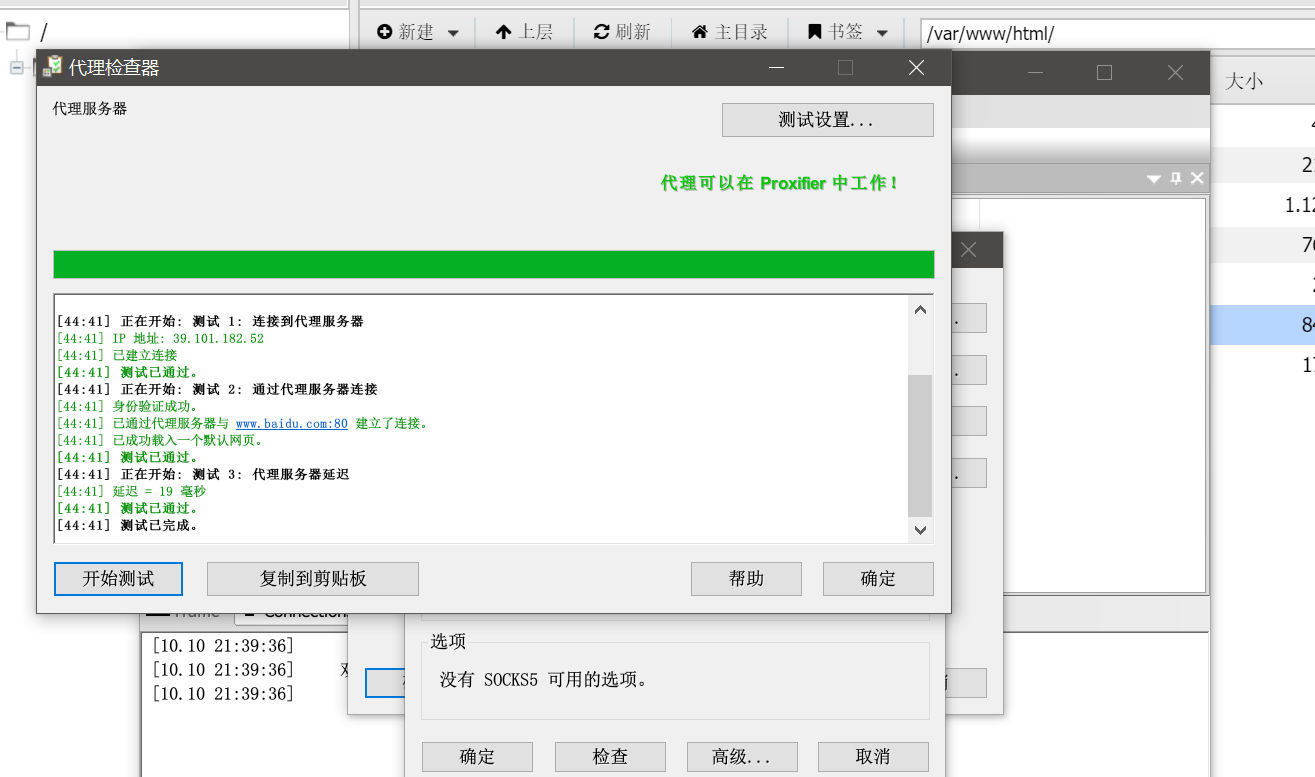 /
新建
上层
刷新
主目录
书签
/var/www/html/
代理检查器
大小
代理服务器
测试设置...
代理可以在 Proxifier 中工作!
[44:41] 正在开始: 测试 1: 连接到代理服务器
[44:41] IP 地址: 39.101.182.52
[44:41] 已建立连接
[44:41] 测试已通过。
[44:41] 正在开始: 测试 2: 通过代理服务器连接
[44:41] 身份验证成功。
[44:41] 已通过代理服务器与 www.baidu.com:80 建立了连接。
[44:41] 已成功载入一个默认网页。
[44:41] 测试已通过。
[44:41] 正在开始: 测试 3: 代理服务器延迟
[44:41] 延迟 = 19 毫秒
[44:41] 测试已通过。
[44:41] 测试已完成。
开始测试
复制到剪贴板
帮助
确定
[10.10 21:39:36]
[10.10 21:39:36]
[10.10 21:39:36]
选项
没有 SOCKS5 可用的选项。
确定
检查
高级...
取消